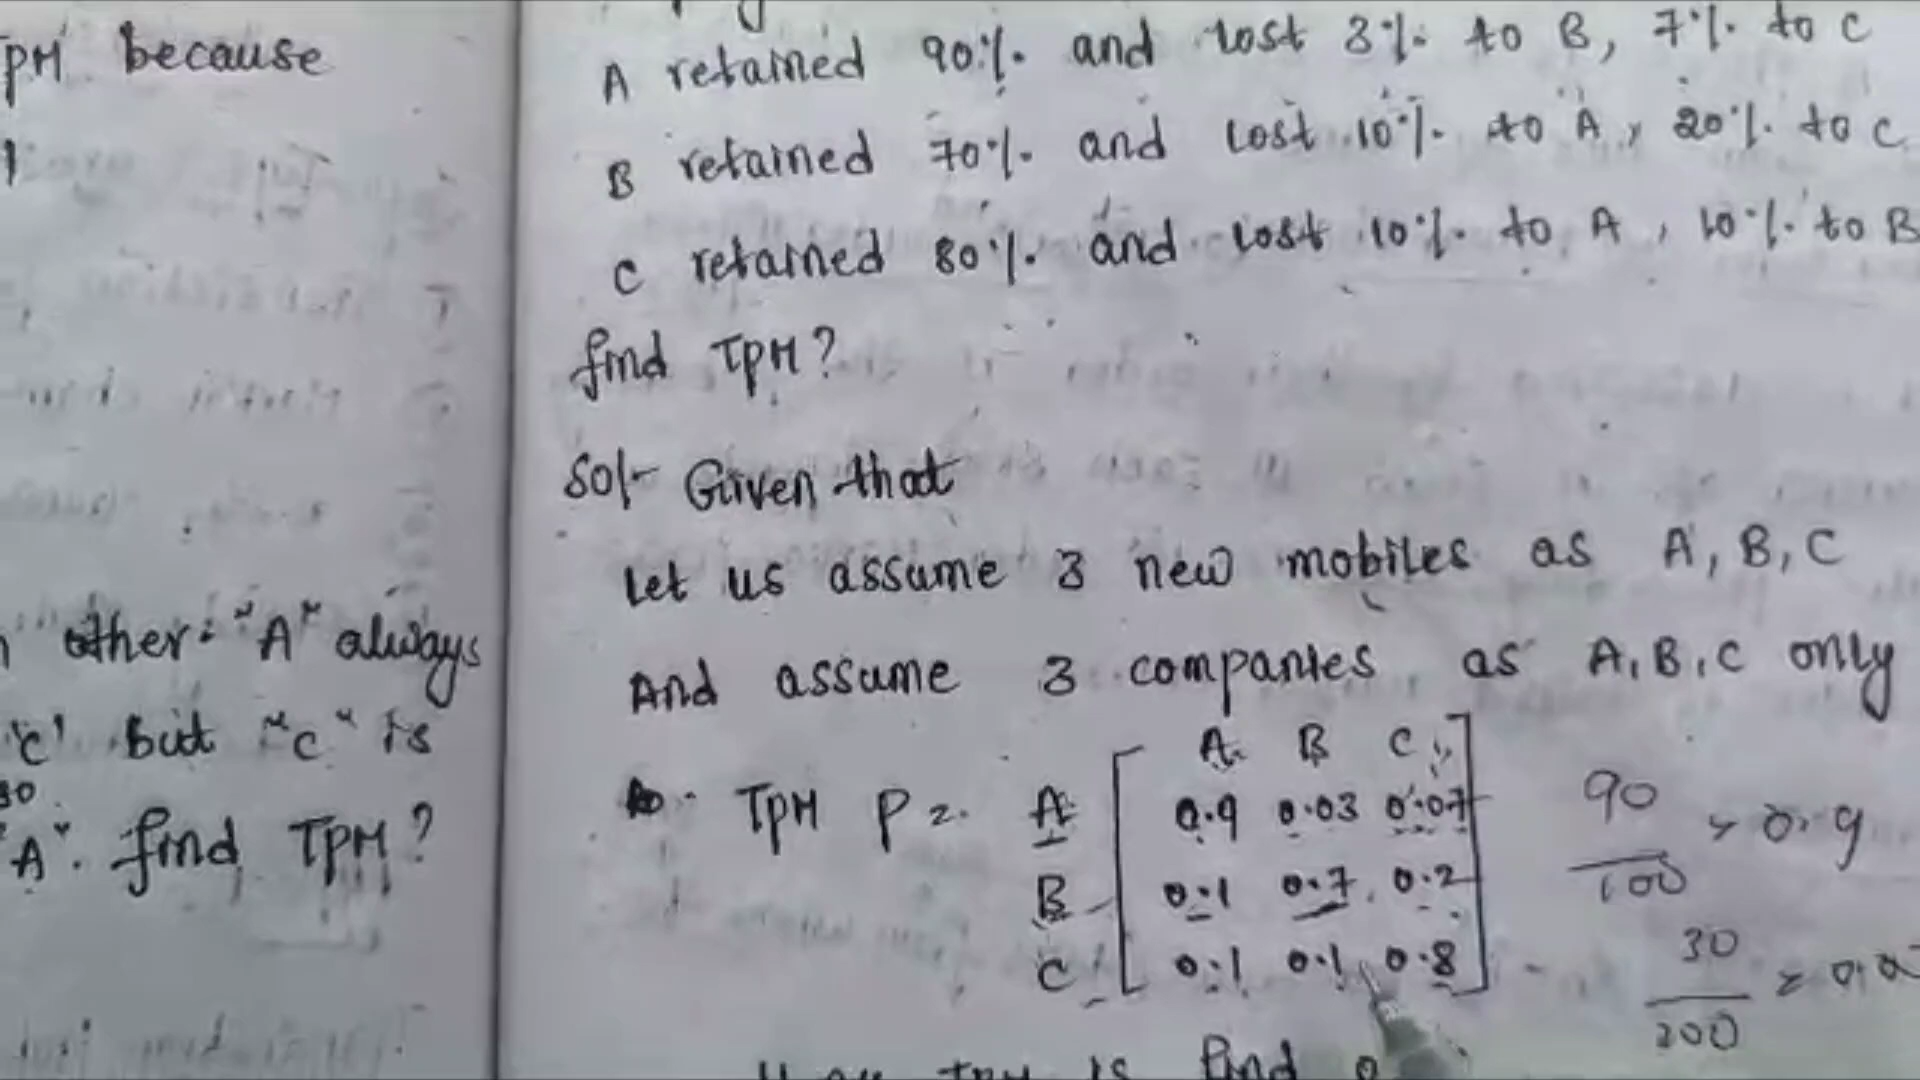 PM because
other. "A" always
'C' but "C" is
"A". find TPM?
A retained 90%. and lost 3%. to B, 7%. to C
B retained 70%. and lost 10%. to A, 20%. to C
C retained 80%. and lost 10%. to A, 10%. to B
find TPM?
Sol- Given that
Let us assume 3 new mobiles as A, B, C
And assume 3 companies as A, B, C only
A B C
TPM P = A 0.9 0.03 0.07
B 0.1 0.7 0.2
C 0.1 0.1 0.8
90
100
0.9
30
is find